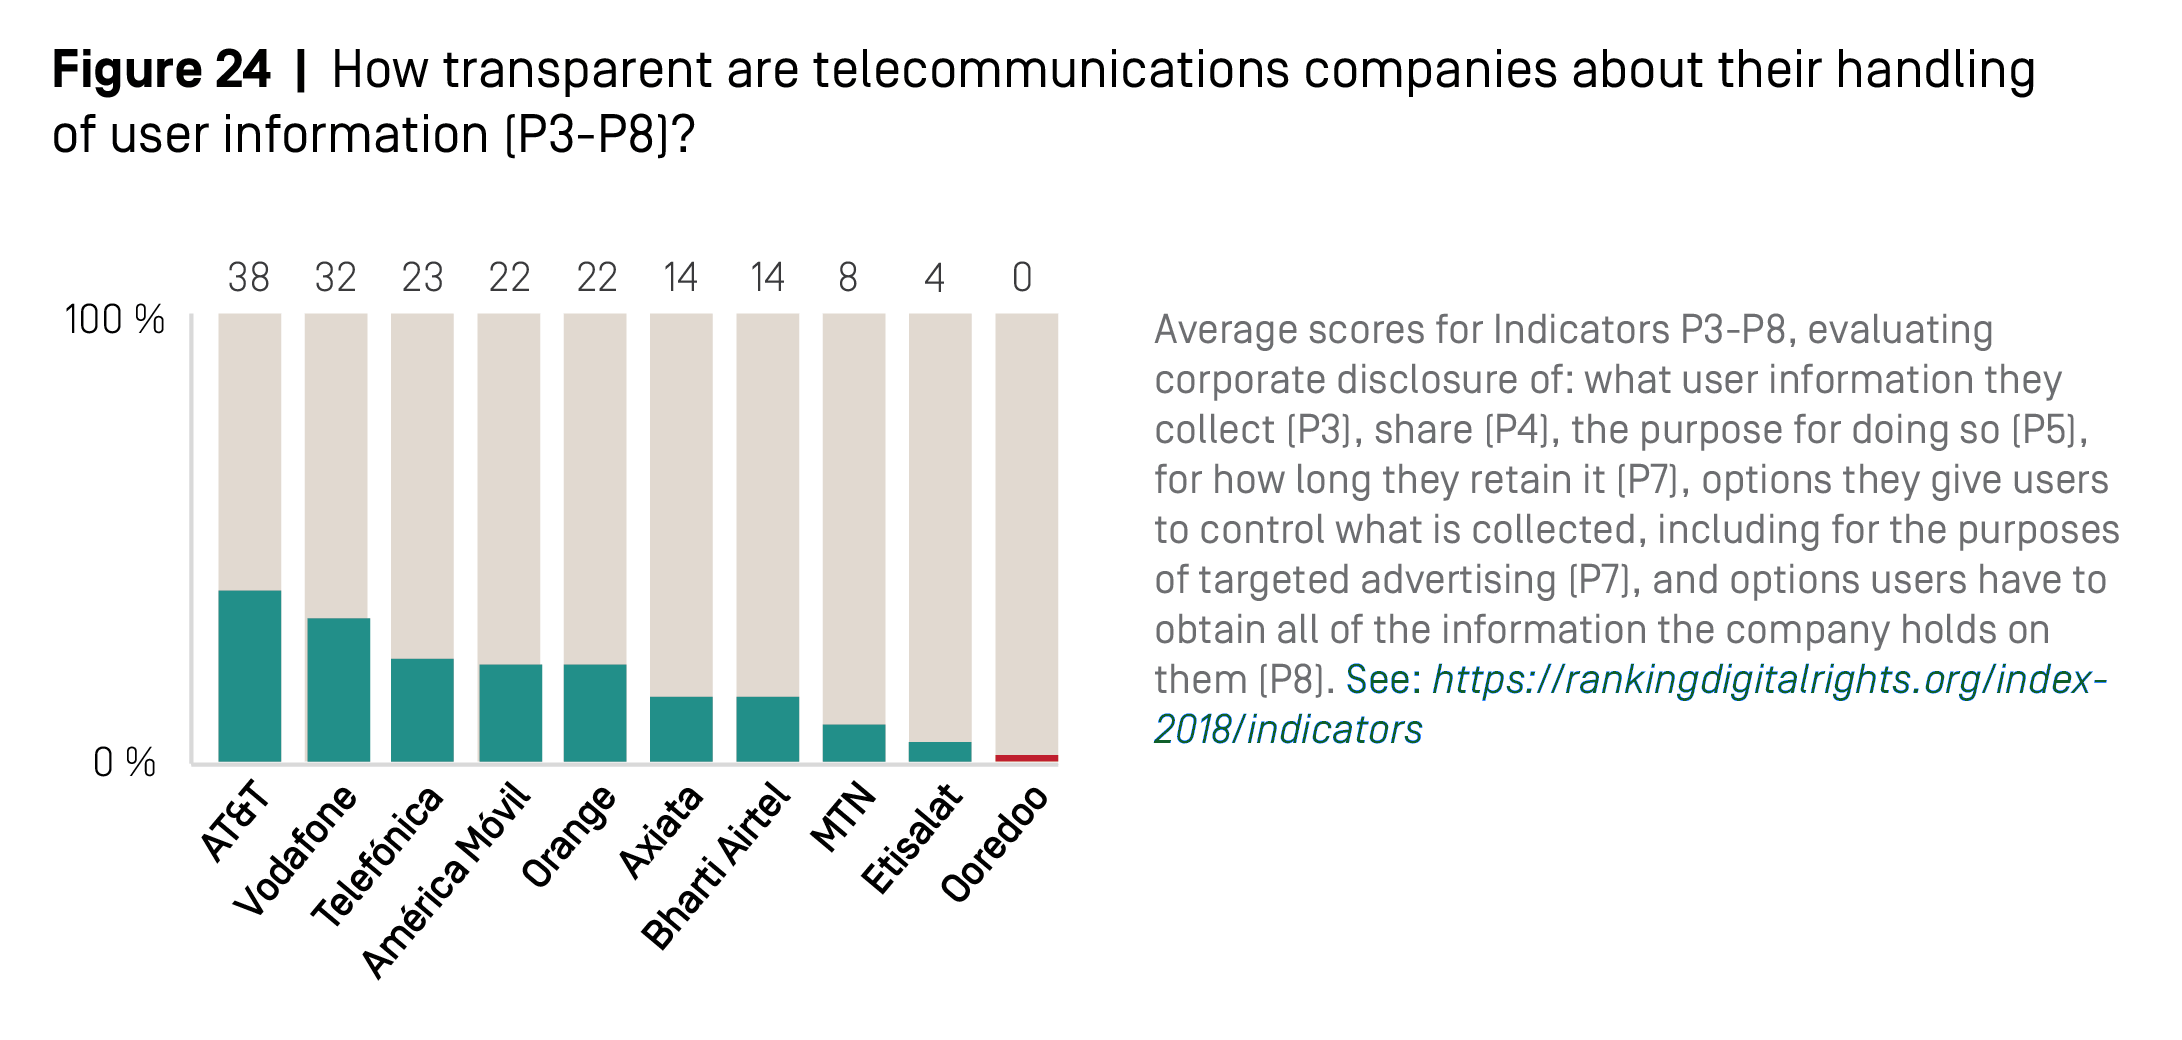 Figure 24 | How transparent are telecommunications companies about their handling
of user information (P3-P8)?
38 32 23 22 22 14 14 8 4 0
100 %
0 %
AT&T
Vodafone
Telefónica
América Móvil
Orange
Axiata
Bharti Airtel
MTN
Etisalat
Ooredoo
Average scores for Indicators P3-P8, evaluating
corporate disclosure of: what user information they
collect (P3), share (P4), the purpose for doing so (P5),
for how long they retain it (P7), options they give users
to control what is collected, including for the purposes
of targeted advertising (P7), and options users have to
obtain all of the information the company holds on
them (P8). See: https://rankingdigitalrights.org/index-
2018/indicators